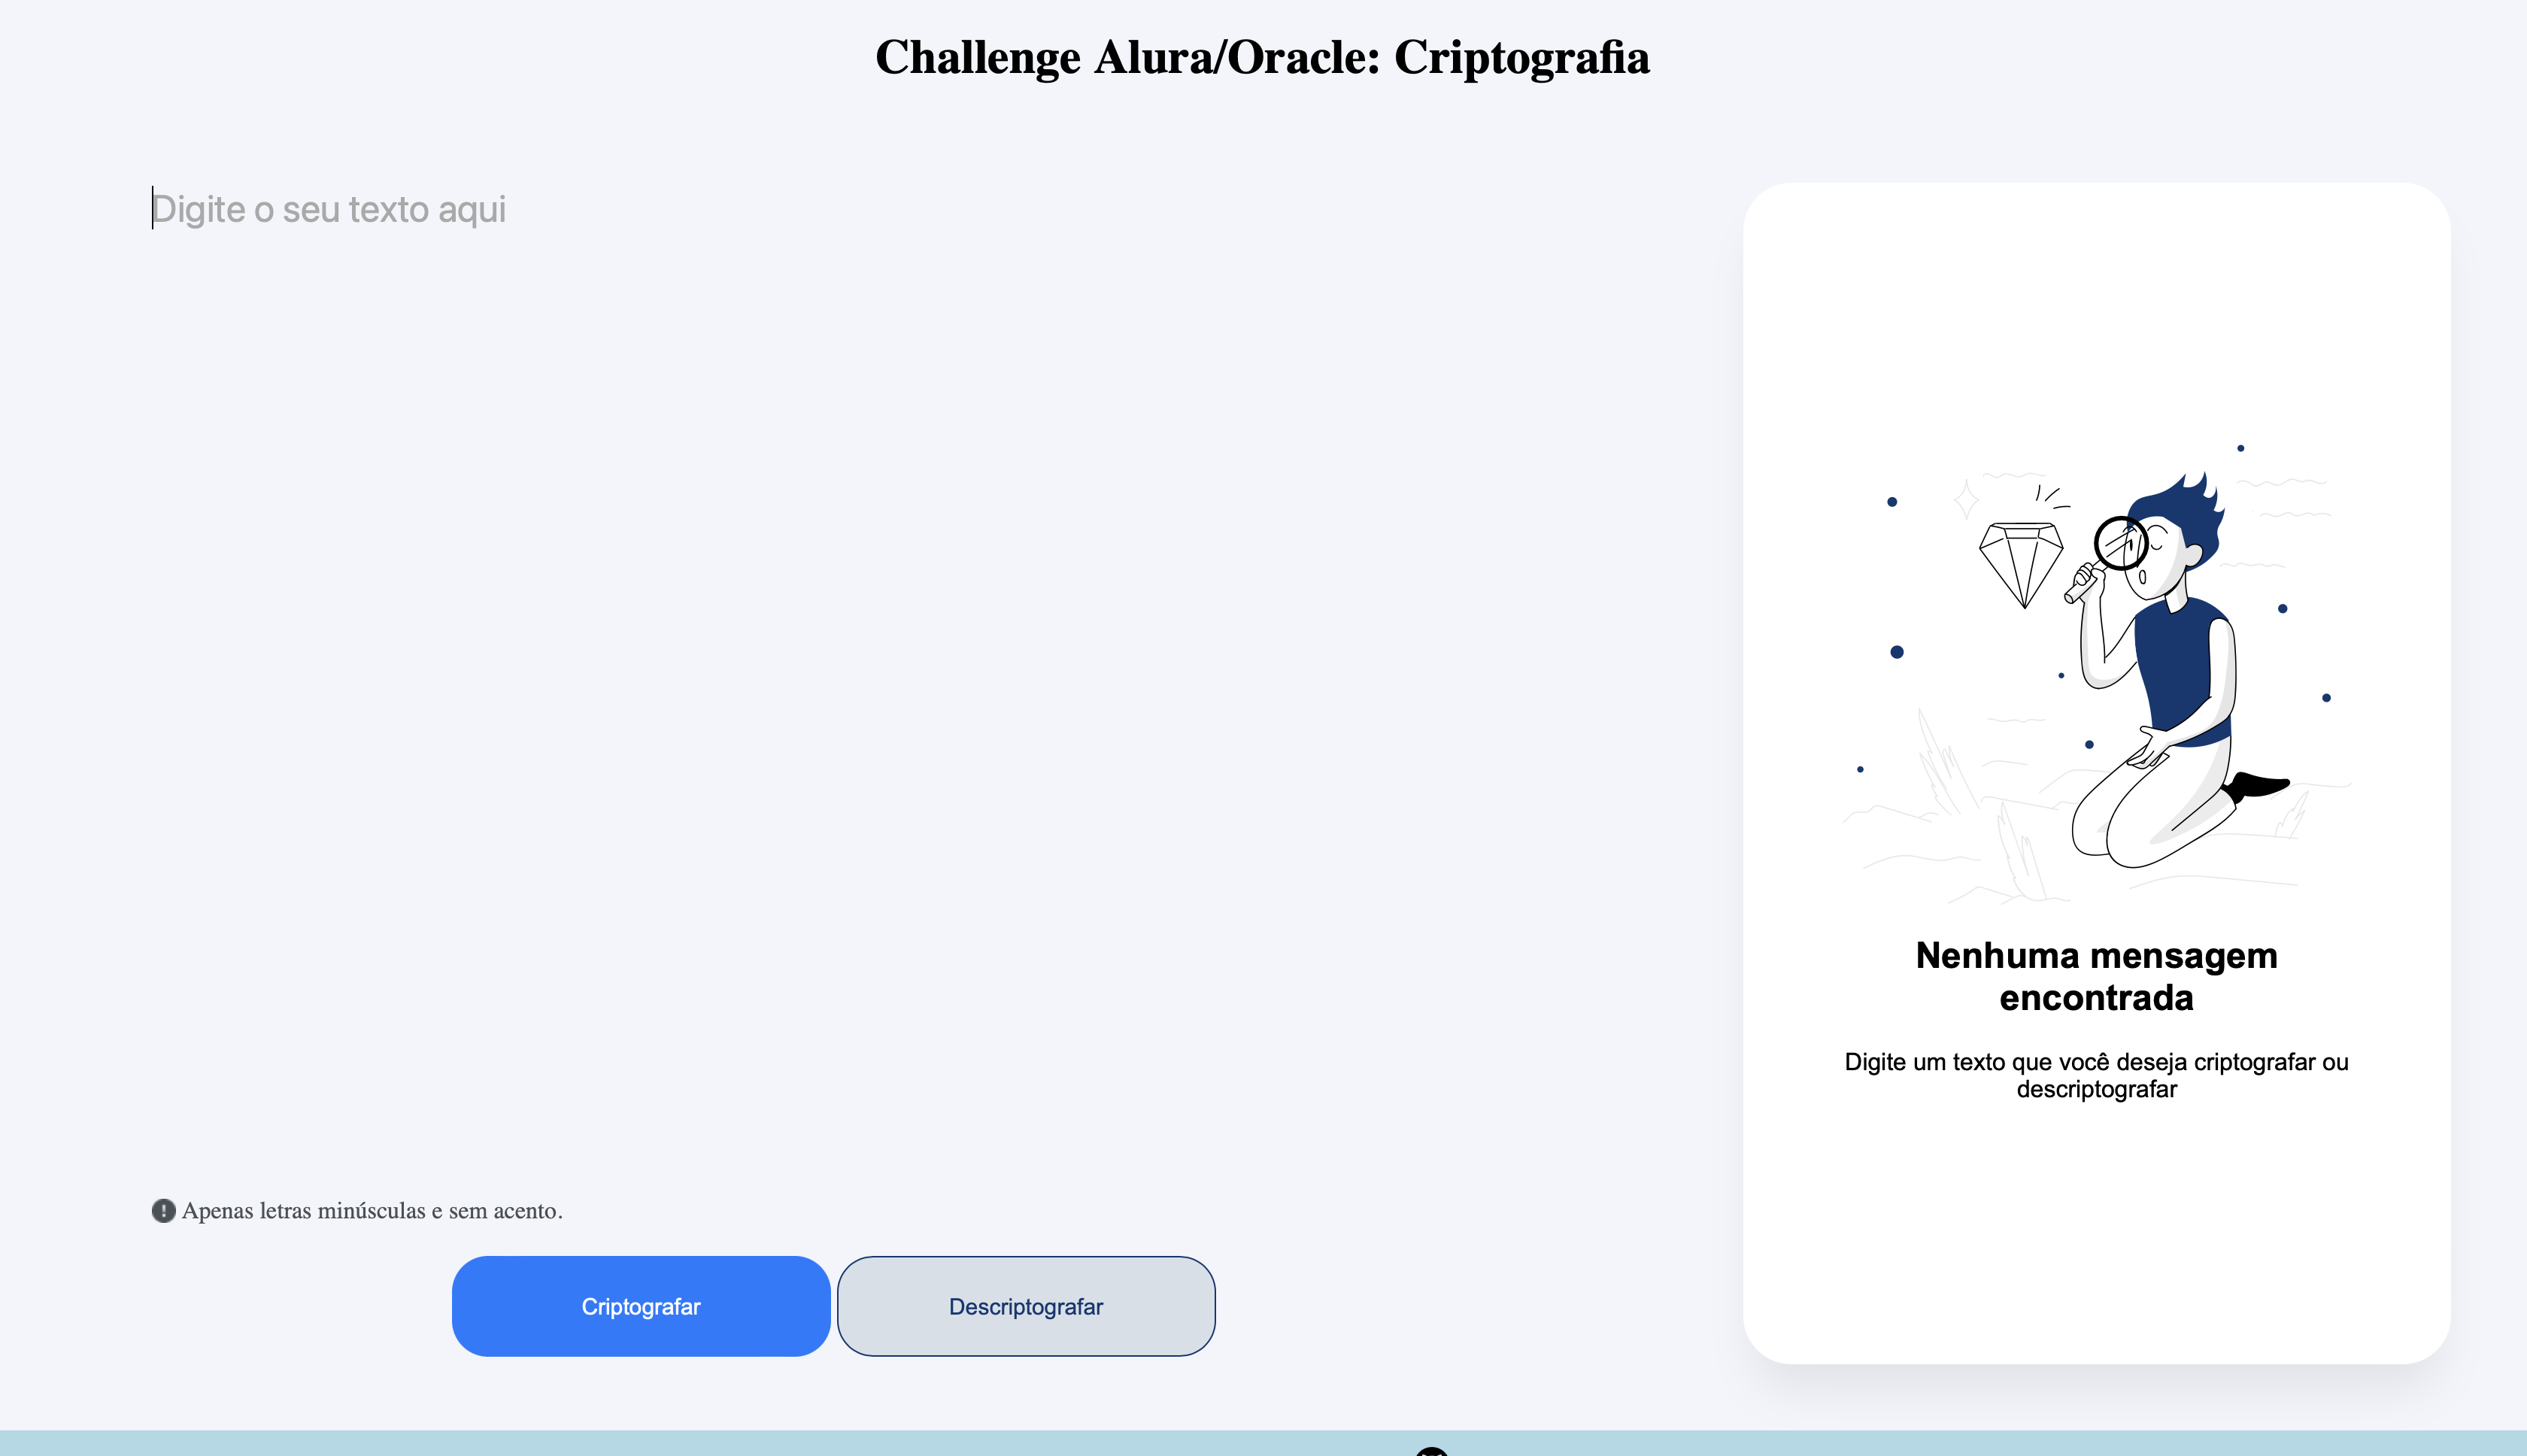 Challenge Alura/Oracle: Criptografia
Digite o seu texto aqui
Apenas letras minúsculas e sem acento.
Criptografar
Descriptografar
Nenhuma mensagem
encontrada
Digite um texto que você deseja criptografar ou
descriptografar